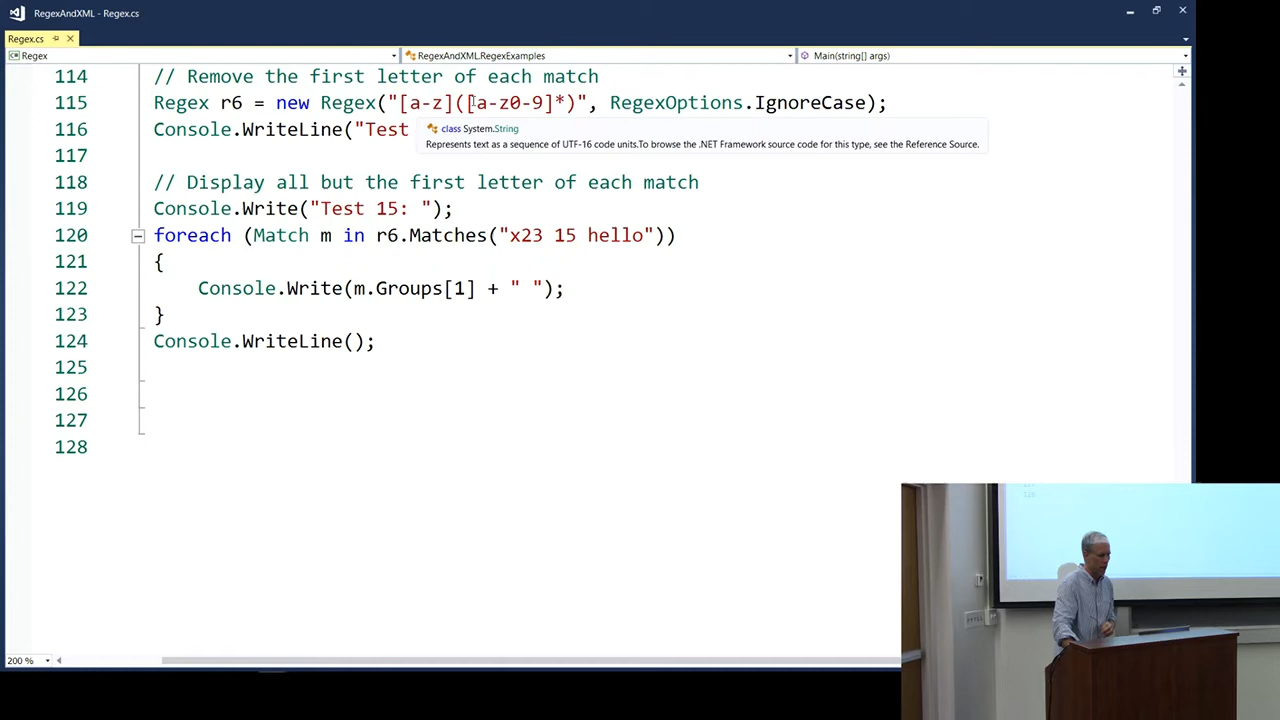 RegexAndXML - Regex.cs
Regex.cs
Regex RegexAndXML.RegexExamples Main(string[] args)
114 // Remove the first letter of each match
115 Regex r6 = new Regex("[a-z]([a-z0-9]*)", RegexOptions.IgnoreCase);
116 Console.WriteLine("Test
class System.String
Represents text as a sequence of UTF-16 code units.To browse the .NET Framework source code for this type, see the Reference Source.
117
118 // Display all but the first letter of each match
119 Console.Write("Test 15: ");
120 foreach (Match m in r6.Matches("x23 15 hello"))
121 {
122 Console.Write(m.Groups[1] + " ");
123 }
124 Console.WriteLine();
125
126
127
128
200 %